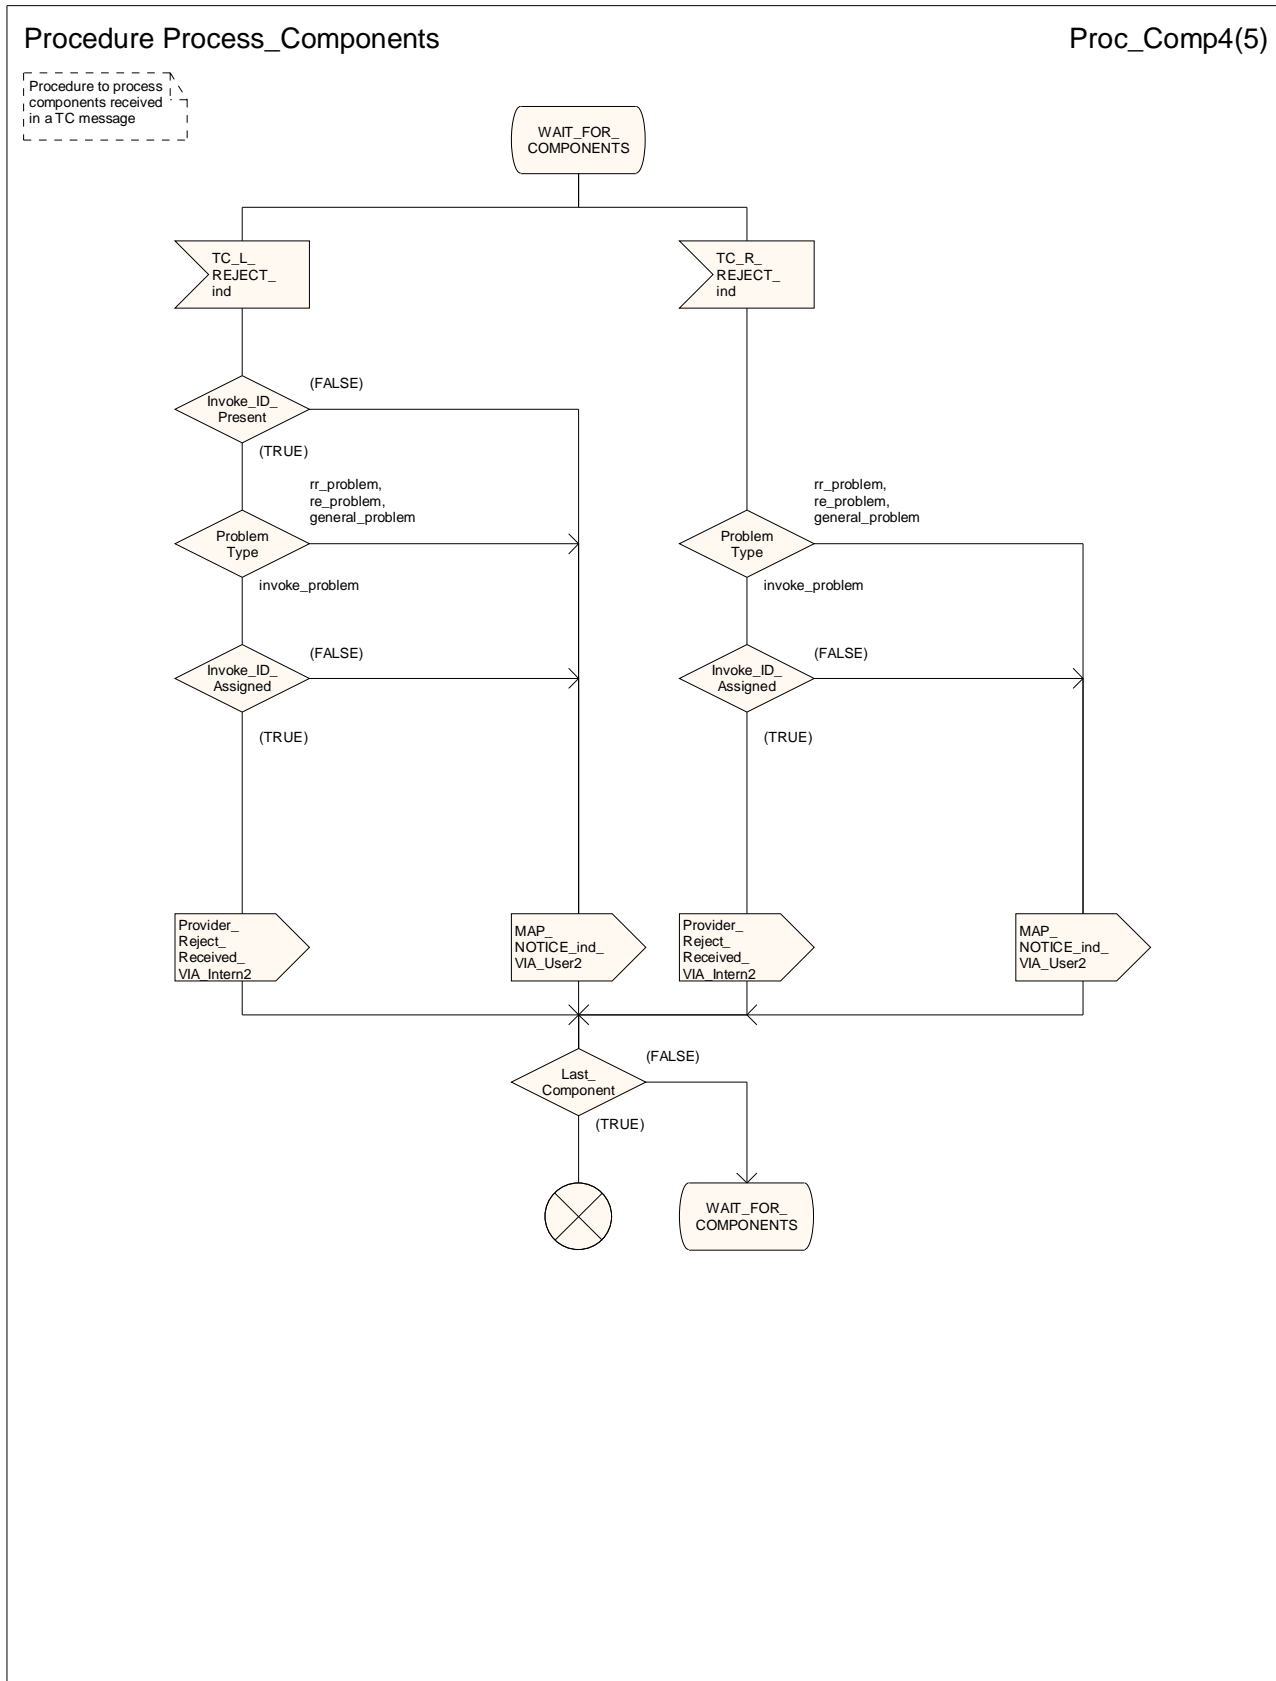 Procedure Process_Components
Proc_Comp4(5)
Procedure to process
components received
in a TC message
WAIT_FOR_
COMPONENTS
TC_L_
REJECT_
ind
TC_R_
REJECT_
ind
(FALSE)
Invoke_ID_
Present
(TRUE)
rr_problem,
re_problem,
general_problem
rr_problem,
re_problem,
general_problem
Problem
Type
Problem
Type
invoke_problem
invoke_problem
(FALSE)
(FALSE)
Invoke_ID_
Assigned
Invoke_ID_
Assigned
(TRUE)
(TRUE)
Provider_
Reject_
Received_
VIA_Intern2
MAP_
NOTICE_ind_
VIA_User2
Provider_
Reject_
Received_
VIA_Intern2
MAP_
NOTICE_ind_
VIA_User2
(FALSE)
Last_
Component
(TRUE)
WAIT_FOR_
COMPONENTS